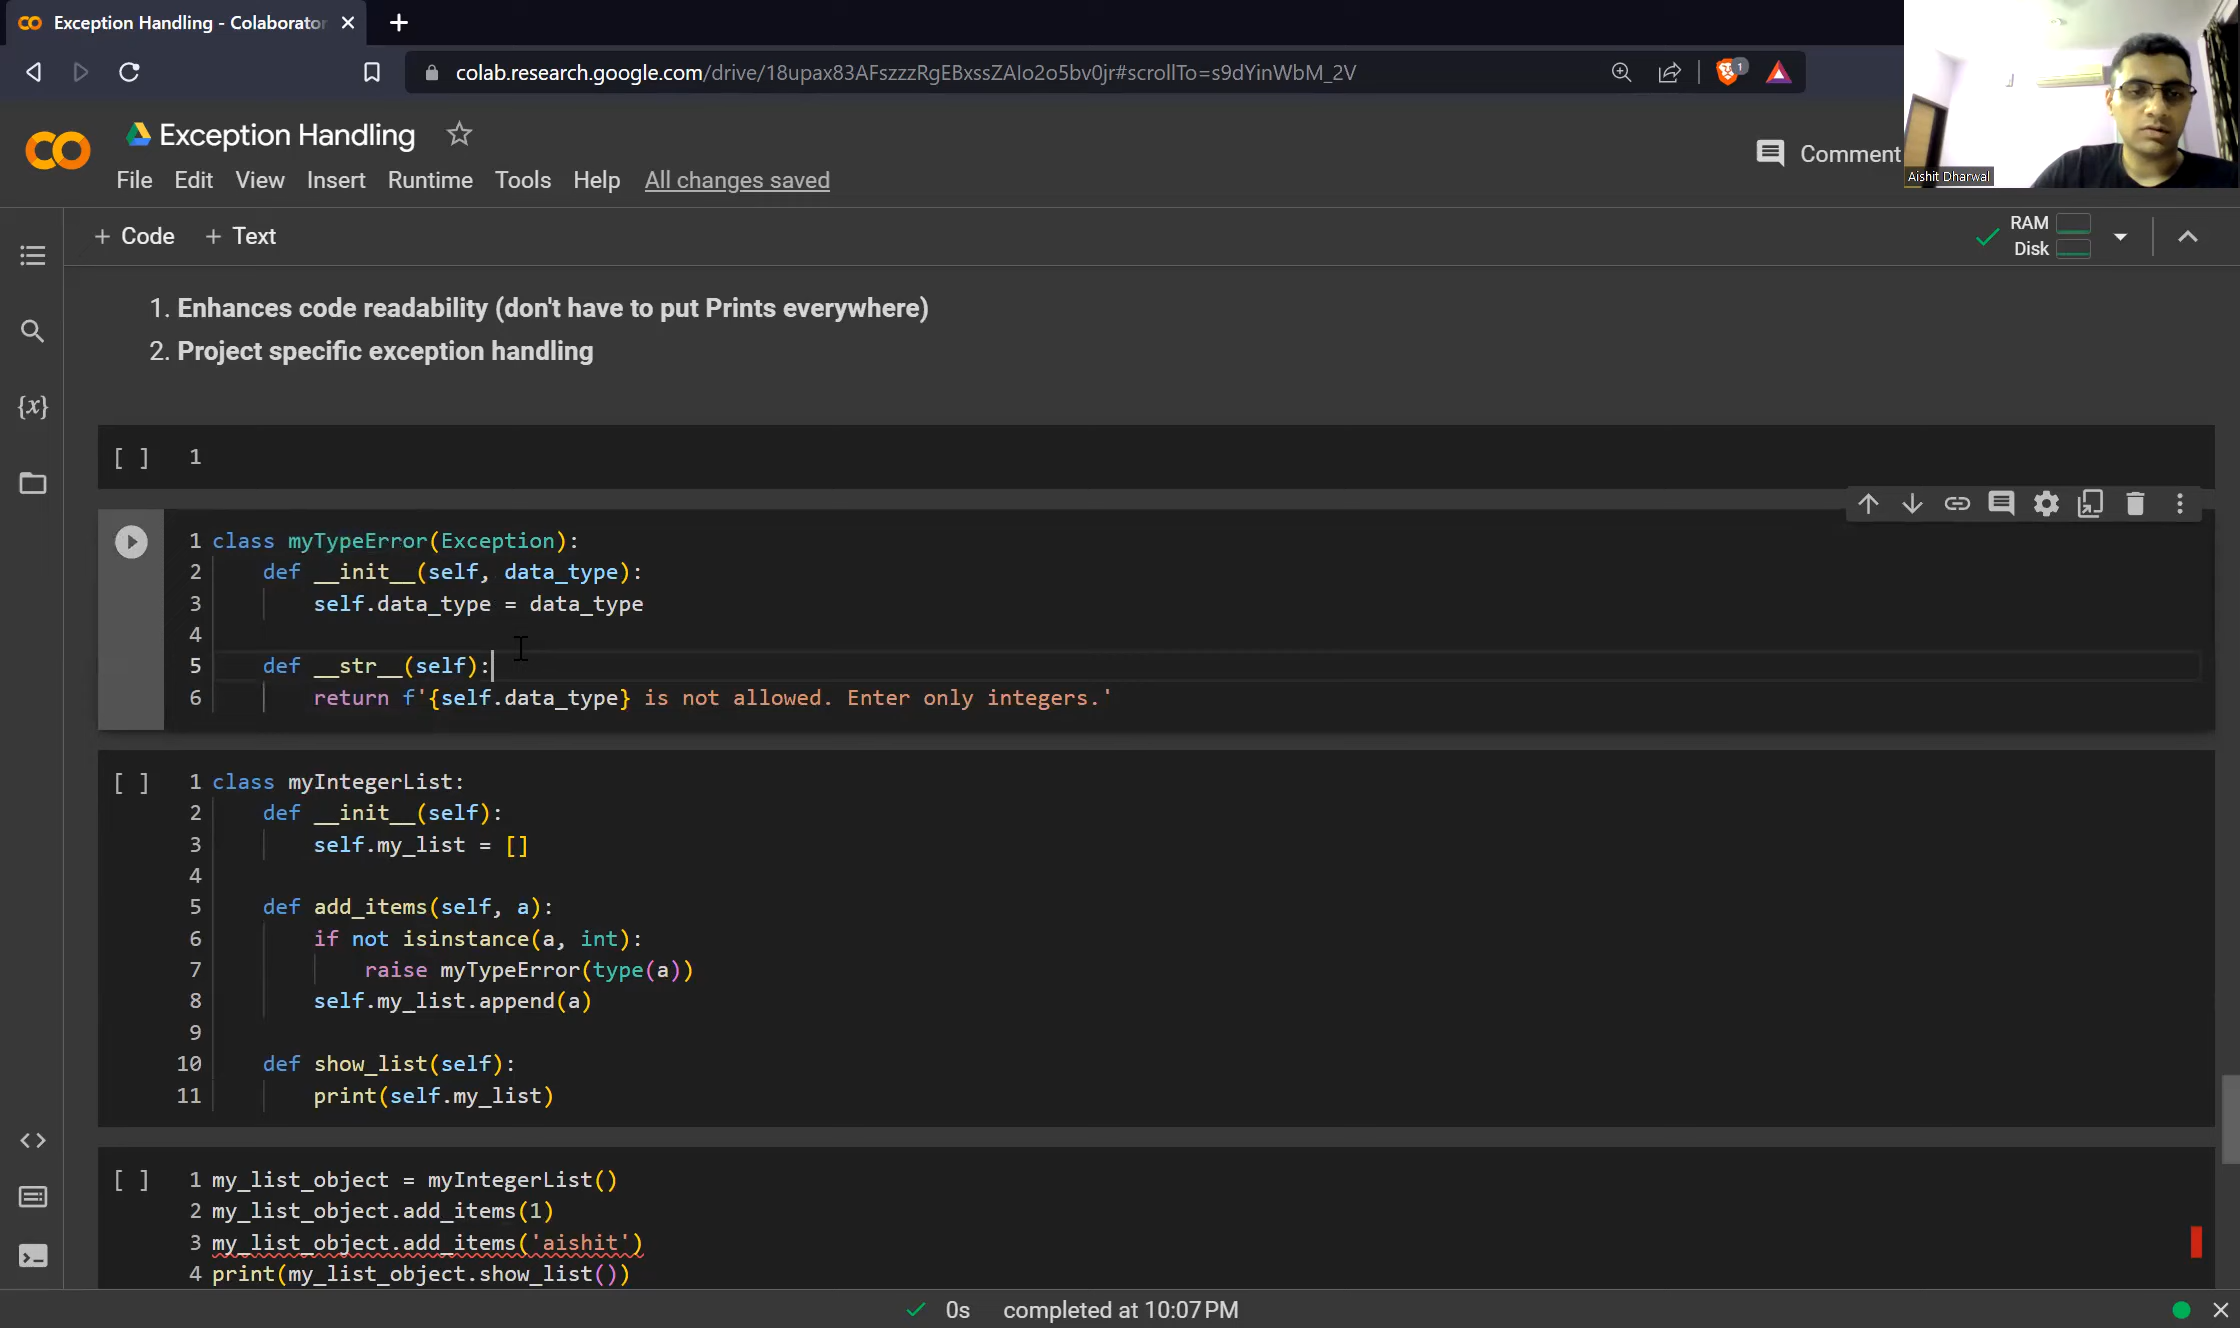 Exception Handling - Colaborator
colab.research.google.com/drive/18upax83AFszzzRgEBxssZAIo2o5bv0jr#scrollTo=s9dYinWbM_2V
1
Exception Handling
File Edit View Insert Runtime Tools Help All changes saved
Comment
Aishit Dharwal
+ Code + Text
RAM
Disk
1. Enhances code readability (don't have to put Prints everywhere)
2. Project specific exception handling
{x}
[ ] 1
1 class myTypeError(Exception):
2     def __init__(self, data_type):
3         self.data_type = data_type
4
5     def __str__(self):
6         return f'{self.data_type} is not allowed. Enter only integers.'
[ ] 1 class myIntegerList:
2     def __init__(self):
3         self.my_list = []
4
5     def add_items(self, a):
6         if not isinstance(a, int):
7             raise myTypeError(type(a))
8         self.my_list.append(a)
9
10     def show_list(self):
11         print(self.my_list)
[ ] 1 my_list_object = myIntegerList()
2 my_list_object.add_items(1)
3 my_list_object.add_items('aishit')
4 print(my_list_object.show_list())
0s completed at 10:07 PM